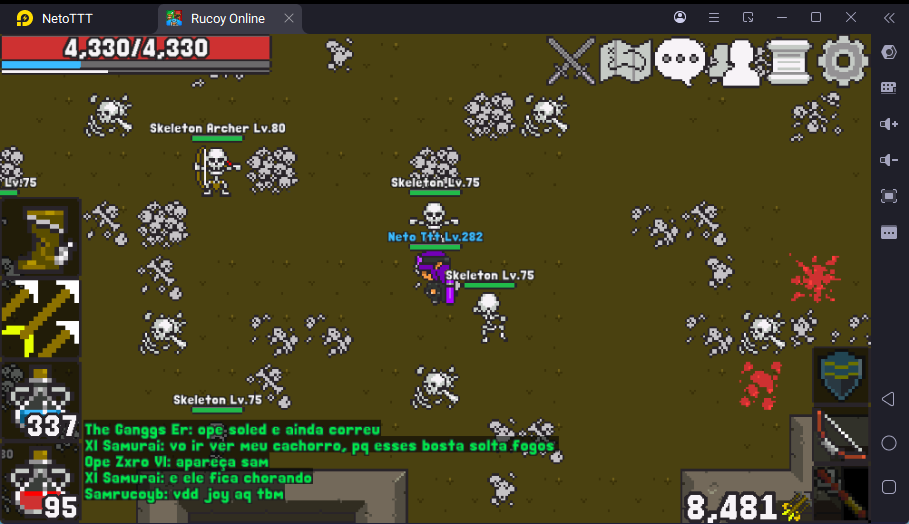 NetoTTT
Rucoy Online
4,330/4,330
Skeleton Archer Lv.80
Lv.75
Skeleton Lv.75
Neto Ttt Lv.282
Skeleton Lv.75
Skeleton Lv.75
337
The Ganggs Er: ope soled e ainda correu
Xl Samurai: vo ir ver meu cachorro, pq esses bosta solta fogos
Ope Zxro Vl: apareça sam
Xl Samurai: e ele fica chorando
Samrucoyb: vdd joy aq tbm
95
8,481